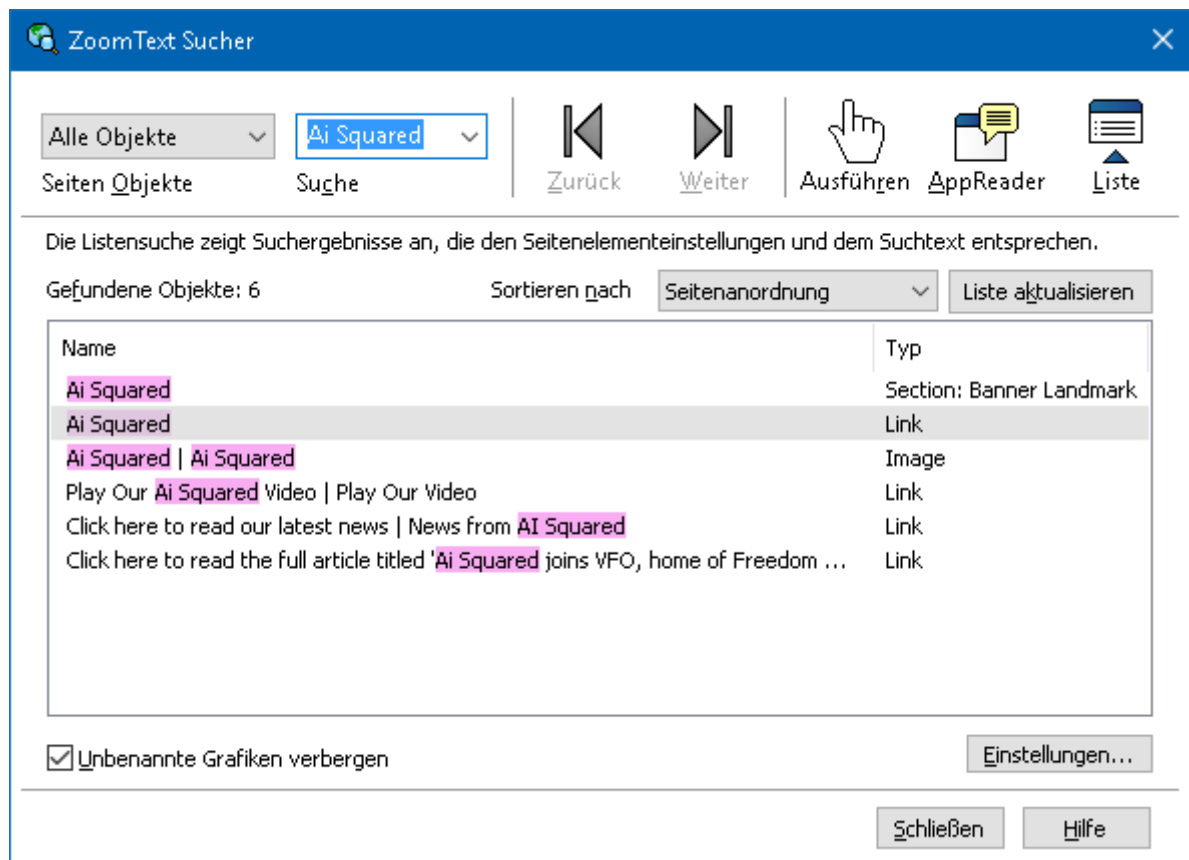 ZoomText Sucher
Alle Objekte
Ai Squared
Seiten Objekte
Suche
Zurück
Weiter
Ausführen
AppReader
Liste
Die Listensuche zeigt Suchergebnisse an, die den Seitenelementeinstellungen und dem Suchtext entsprechen.
Gefundene Objekte: 6
Sortieren nach
Seitenanordnung
Liste aktualisieren
Name Typ
Ai Squared Section: Banner Landmark
Ai Squared Link
Ai Squared | Ai Squared Image
Play Our Ai Squared Video | Play Our Video Link
Click here to read our latest news | News from AI Squared Link
Click here to read the full article titled 'Ai Squared joins VFO, home of Freedom ... Link
Unbenannte Grafiken verbergen
Einstellungen...
Schließen
Hilfe